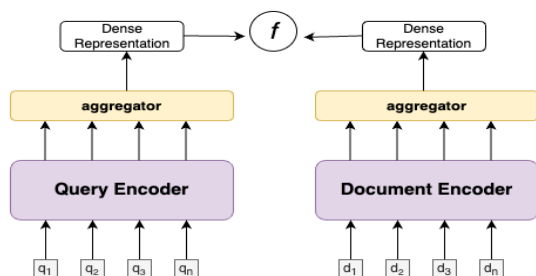 Dense
Representation
f
Dense
Representation
aggregator
aggregator
Query Encoder
Document Encoder
q1
q2
q3
qn
d1
d2
d3
dn